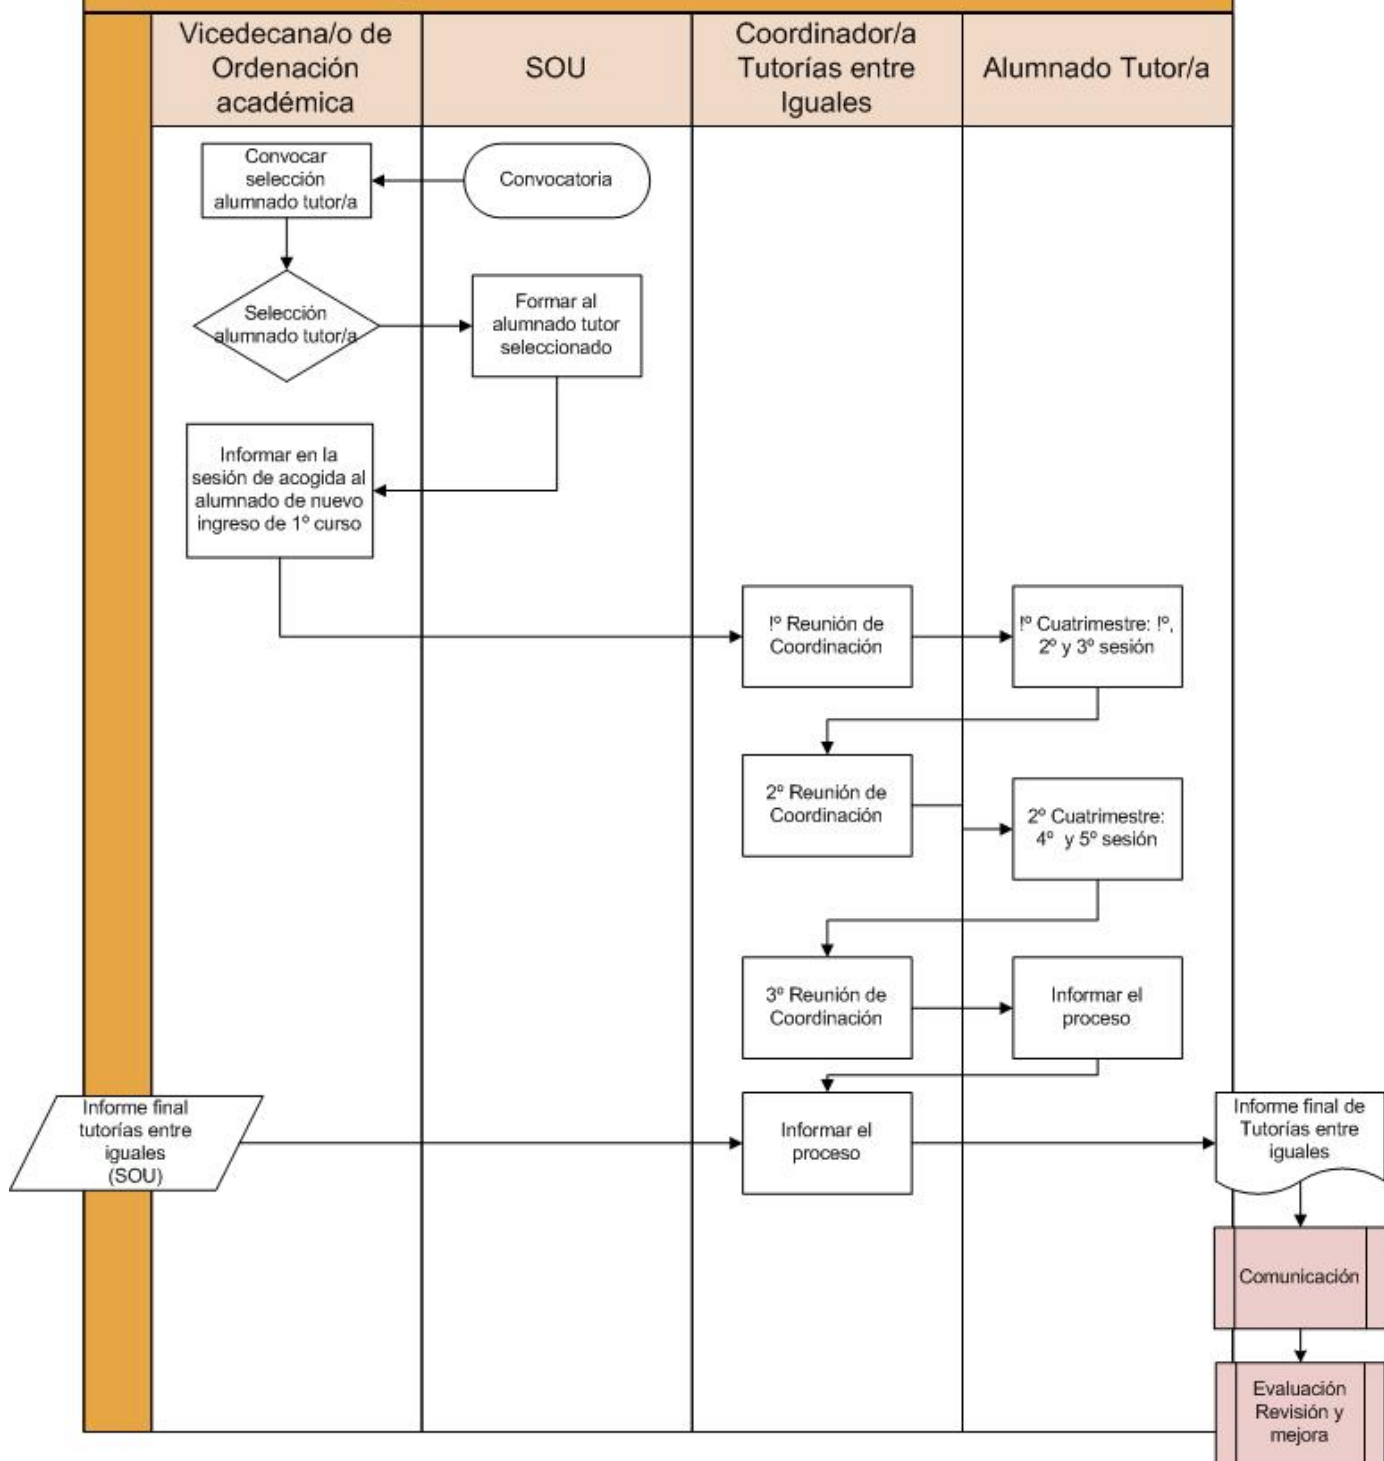 Vicedecana/o de
Ordenación
académica
SOU
Coordinador/a
Tutorías entre
Iguales
Alumnado Tutor/a
Convocar
selección
alumnado tutor/a
Convocatoria
Selección
alumnado tutor/a
Formar al
alumnado tutor
seleccionado
Informar en la
sesión de acogida al
alumnado de nuevo
ingreso de 1º curso
!º Reunión de
Coordinación
!º Cuatrimestre: !º,
2º y 3º sesión
2º Reunión de
Coordinación
2º Cuatrimestre:
4º y 5º sesión
3º Reunión de
Coordinación
Informar el
proceso
Informe final
tutorías entre
iguales
(SOU)
Informar el
proceso
Informe final de
Tutorías entre
iguales
Comunicación
Evaluación
Revisión y
mejora